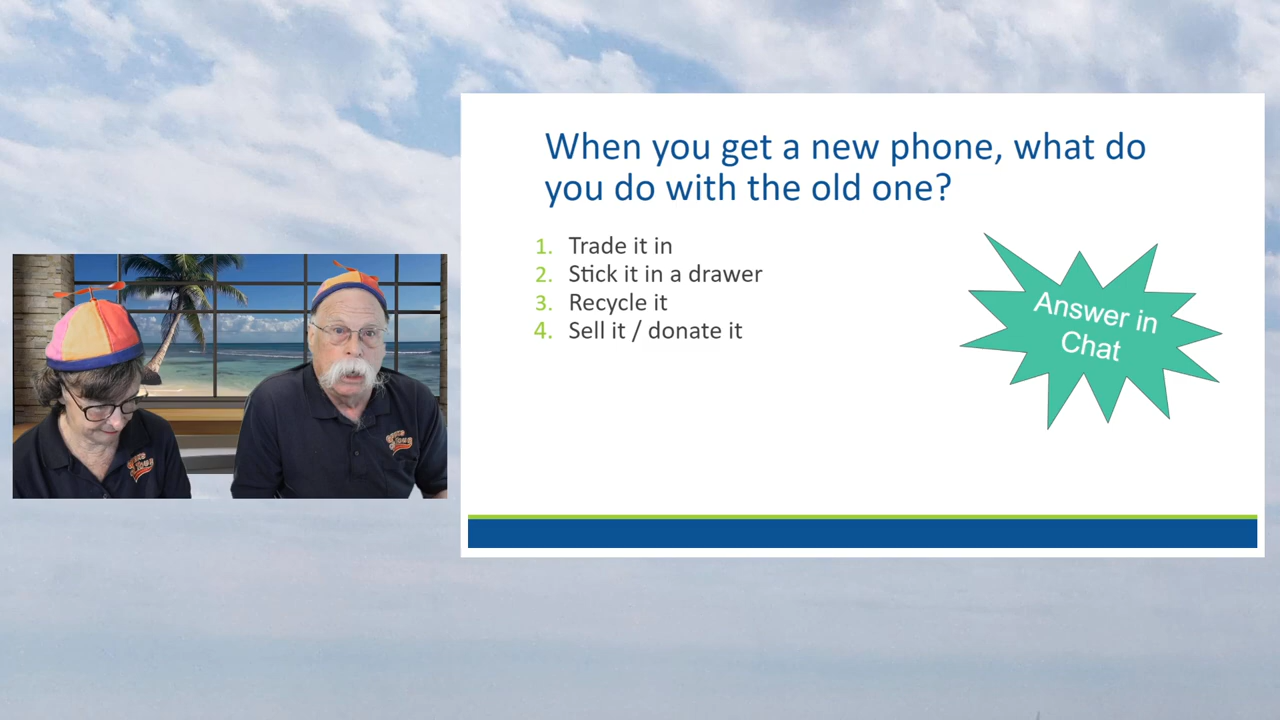 When you get a new phone, what do
you do with the old one?
1. Trade it in
2. Stick it in a drawer
3. Recycle it
4. Sell it / donate it
Answer in
Chat